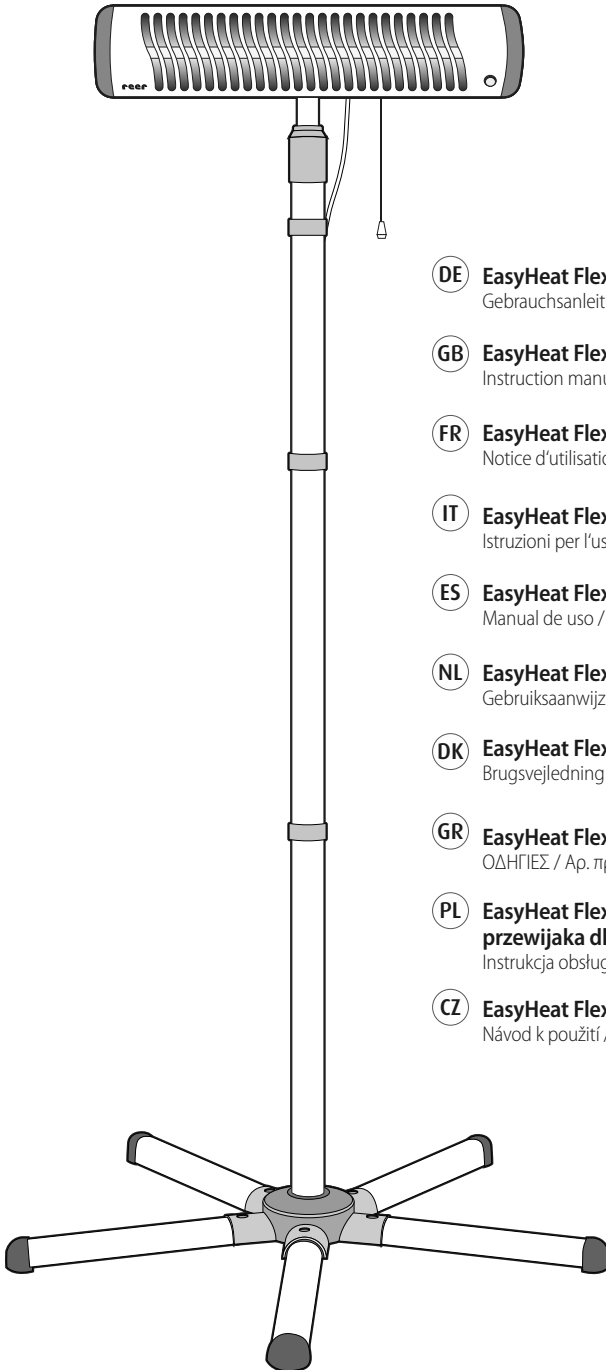 reer
DE
EasyHeat Flex
Gebrauchsanleit
GB
EasyHeat Flex
Instruction manu
FR
EasyHeat Flex
Notice d‘utilisatio
IT
EasyHeat Flex
Istruzioni per l‘us
ES
EasyHeat Flex
Manual de uso /
NL
EasyHeat Flex
Gebruiksaanwijz
DK
EasyHeat Flex
Brugsvejledning
GR
EasyHeat Flex
ΟΔΗΓΙΕΣ / Αρ. πρ
PL
EasyHeat Flex
przewijaka dl
Instrukcja obsług
CZ
EasyHeat Flex
Návod k použití /